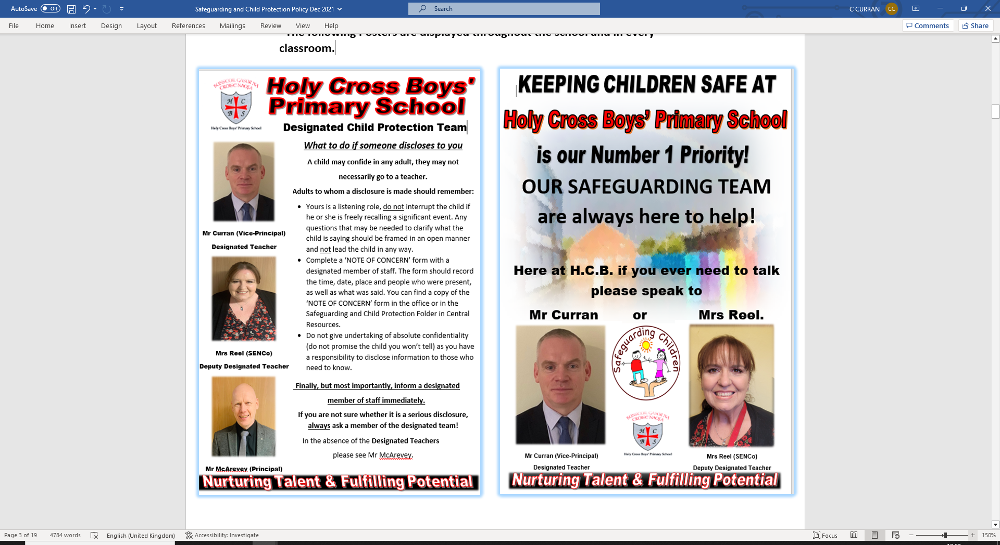 AutoSave Off
Safeguarding and Child Protection Policy Dec 2021
Search
C CURRAN CC
File Home Insert Design Layout References Mailings Review View Help
Comments Share
The following Posters are displayed throughout the school and in every
classroom.
BUNSCOIL GASUR NA
CROISE NAOFA
H C
B S
Holy Cross Boys' Primary School
Holy Cross Boys'
Primary School
Designated Child Protection Team
What to do if someone discloses to you
A child may confide in any adult, they may not
necessarily go to a teacher.
Adults to whom a disclosure is made should remember:
• Yours is a listening role, do not interrupt the child if
he or she is freely recalling a significant event. Any
questions that may be needed to clarify what the
child is saying should be framed in an open manner
and not lead the child in any way.
• Complete a ‘NOTE OF CONCERN’ form with a
designated member of staff. The form should record
the time, date, place and people who were present,
as well as what was said. You can find a copy of the
‘NOTE OF CONCERN’ form in the office or in the
Safeguarding and Child Protection Folder in Central
Resources.
• Do not give undertaking of absolute confidentiality
(do not promise the child you won’t tell) as you have
a responsibility to disclose information to those who
need to know.
Finally, but most importantly, inform a designated
member of staff immediately.
If you are not sure whether it is a serious disclosure,
always ask a member of the designated team!
In the absence of the Designated Teachers
please see Mr McArevey.
Mr Curran (Vice-Principal)
Designated Teacher
Mrs Reel (SENCo)
Deputy Designated Teacher
Mr McArevey (Principal)
Nurturing Talent & Fulfilling Potential
KEEPING CHILDREN SAFE AT
Holy Cross Boys’ Primary School
is our Number 1 Priority!
OUR SAFEGUARDING TEAM
are always here to help!
Here at H.C.B. if you ever need to talk
please speak to
Mr Curran or Mrs Reel.
Safeguarding Children
BUNSCOIL GASUR NA
CROISE NAOFA
H C
B S
Holy Cross Boys' Primary School
Mr Curran (Vice-Principal)
Designated Teacher
Mrs Reel (SENCo)
Deputy Designated Teacher
Nurturing Talent & Fulfilling Potential
Page 3 of 19 4784 words English (United Kingdom) Accessibility: Investigate
Focus 150%